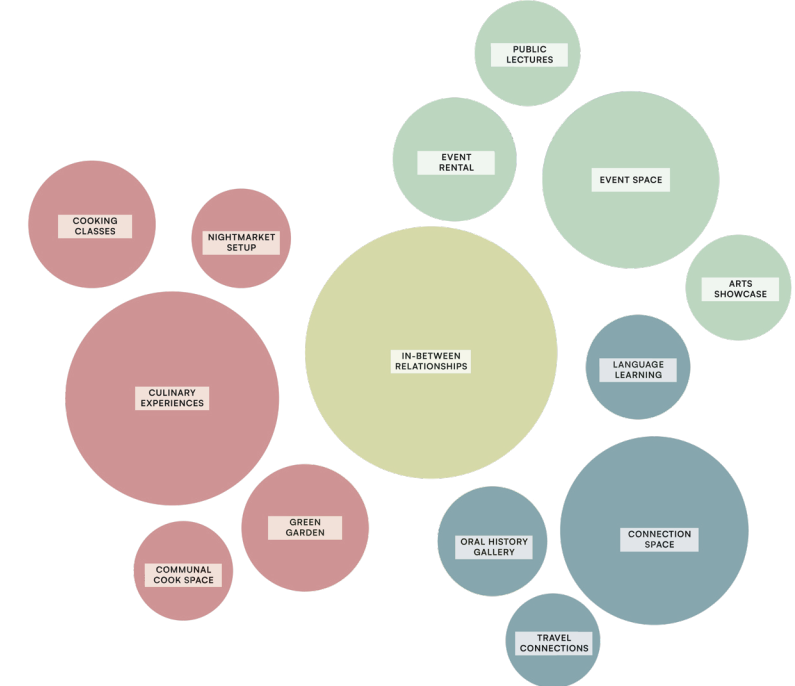 PUBLIC
LECTURES
EVENT
RENTAL
EVENT SPACE
COOKING
CLASSES
NIGHTMARKET
SETUP
ARTS
SHOWCASE
IN-BETWEEN
RELATIONSHIPS
LANGUAGE
LEARNING
CULINARY
EXPERIENCES
GREEN
GARDEN
CONNECTION
SPACE
ORAL HISTORY
GALLERY
COMMUNAL
COOK SPACE
TRAVEL
CONNECTIONS